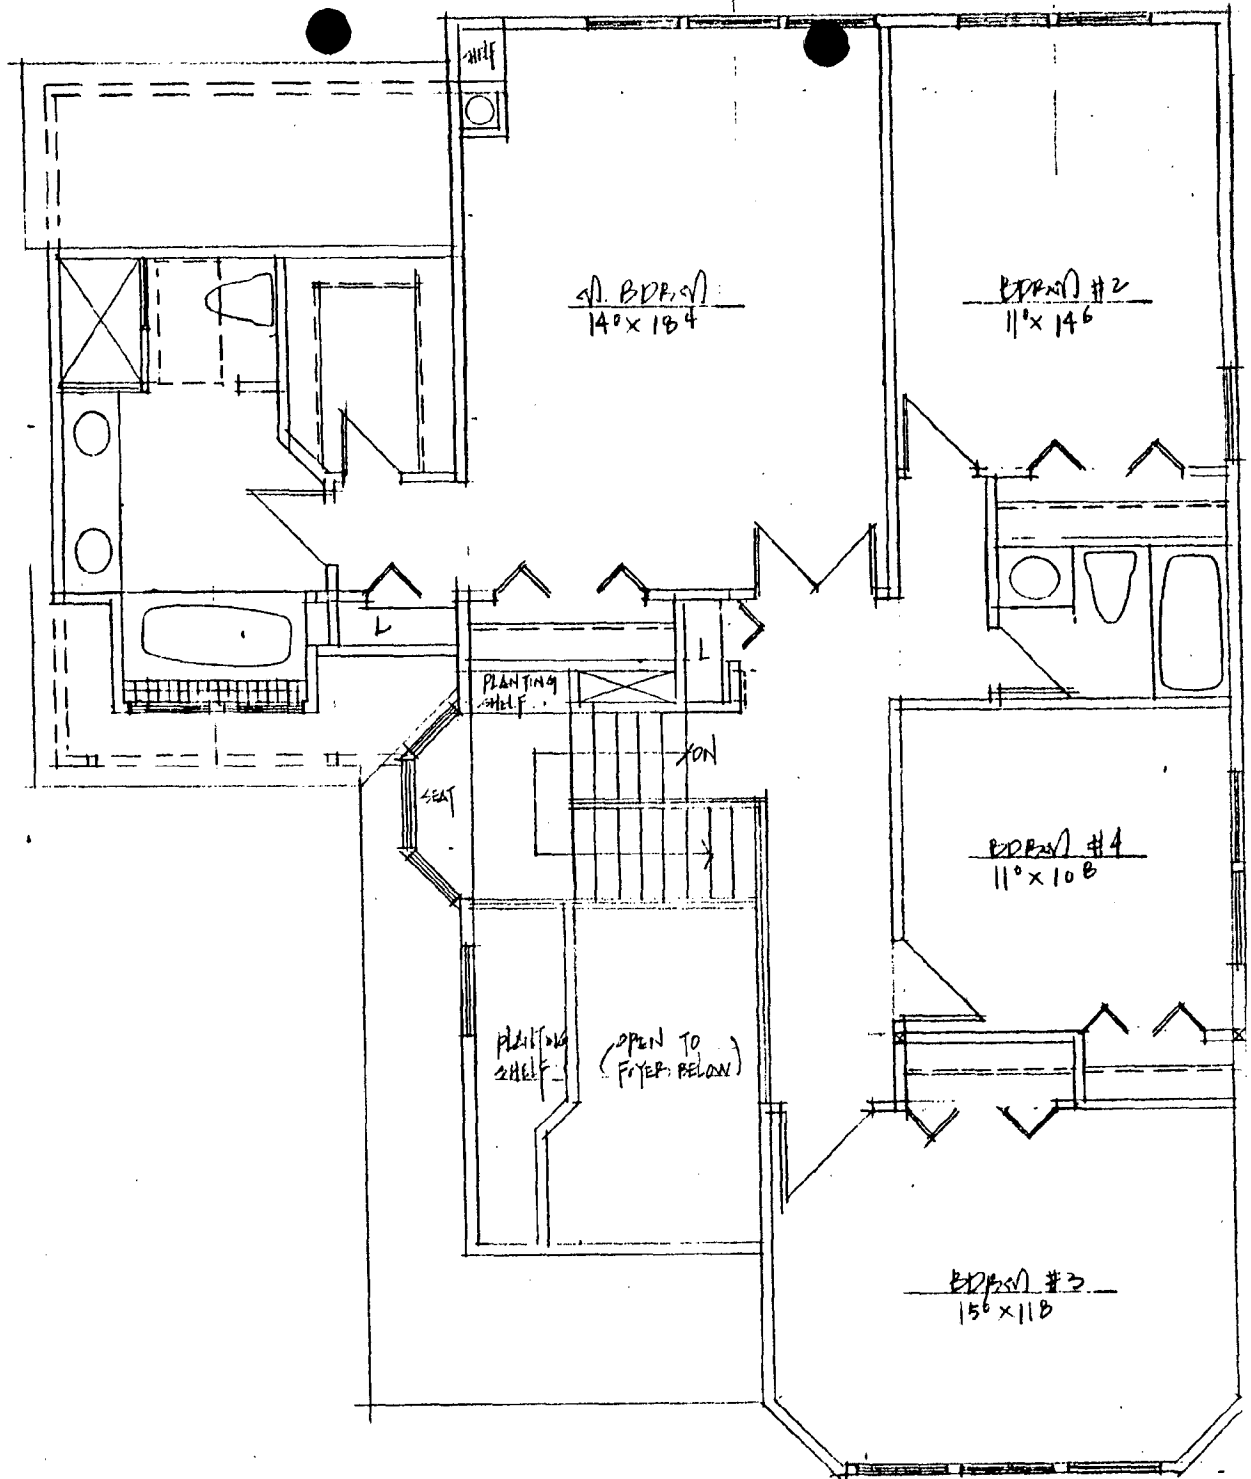 SHELF
M. BDRM
14⁰ x 18⁴
BDRM #2
11⁰ x 14⁶
L
L
PLANTING
SHELF
DN
SEAT
BDRM #4
11⁰ x 10⁸
PLANTING
SHELF
(OPEN TO
FOYER BELOW)
BDRM #3
15⁰ x 11⁸